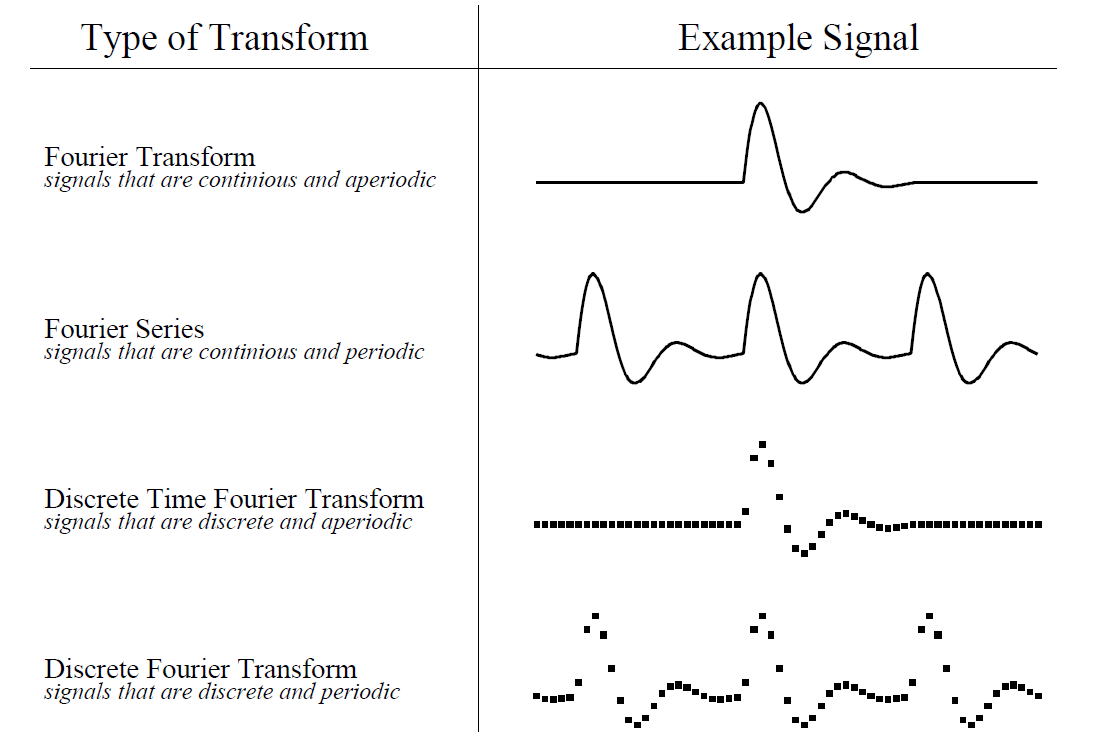 Type of Transform
Example Signal
Fourier Transform
signals that are continious and aperiodic
Fourier Series
signals that are continious and periodic
Discrete Time Fourier Transform
signals that are discrete and aperiodic
Discrete Fourier Transform
signals that are discrete and periodic